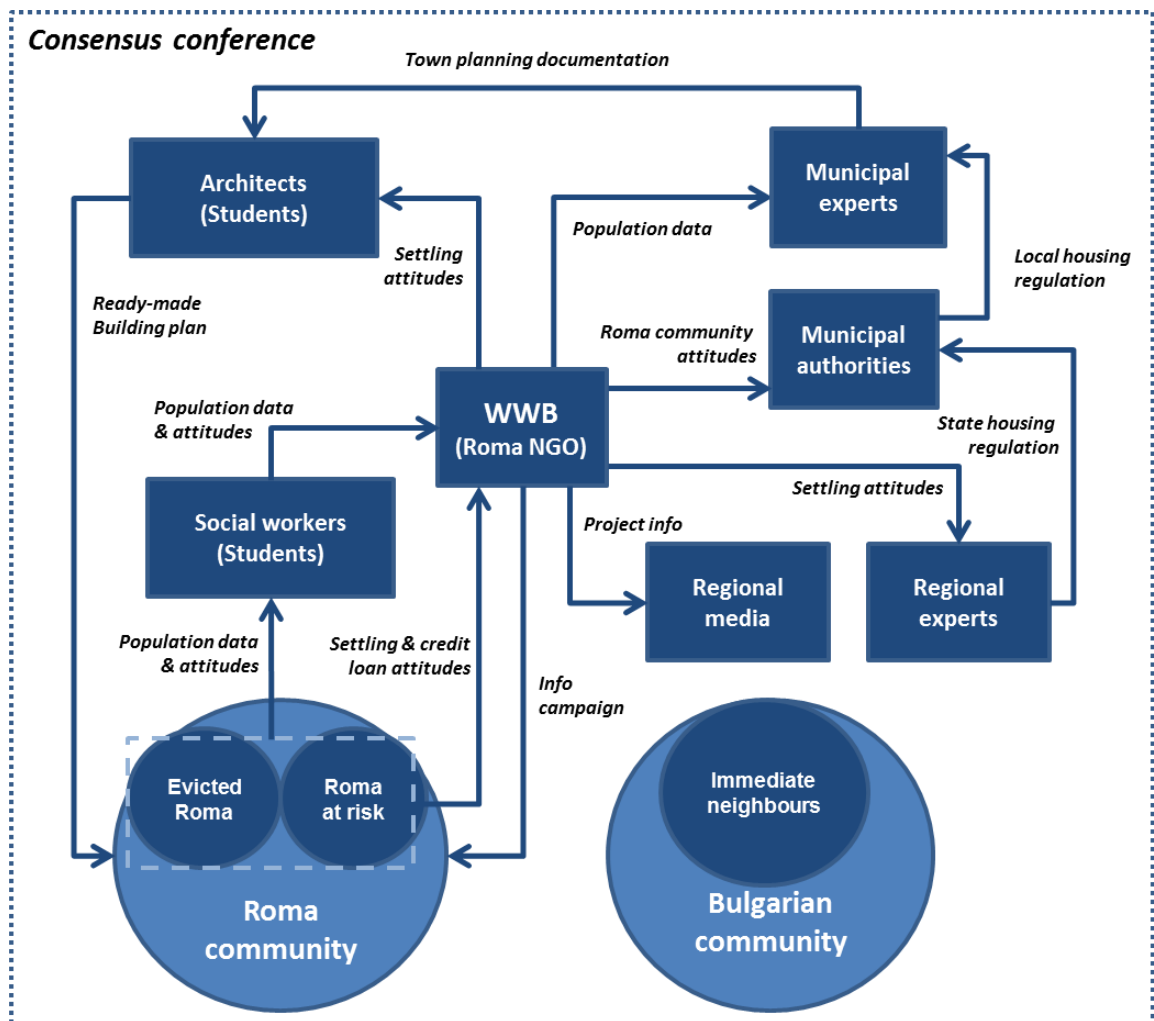 Consensus conference
Town planning documentation
Architects
(Students)
Municipal
experts
Population data
Settling
attitudes
Local housing
regulation
Ready-made
Building plan
Roma community
attitudes
Municipal
authorities
WWB
(Roma NGO)
Population data
& attitudes
State housing
regulation
Settling attitudes
Social workers
(Students)
Project info
Regional
media
Regional
experts
Population data
& attitudes
Settling & credit
loan attitudes
Info
campaign
Evicted
Roma
Roma
at risk
Immediate
neighbours
Roma
community
Bulgarian
community